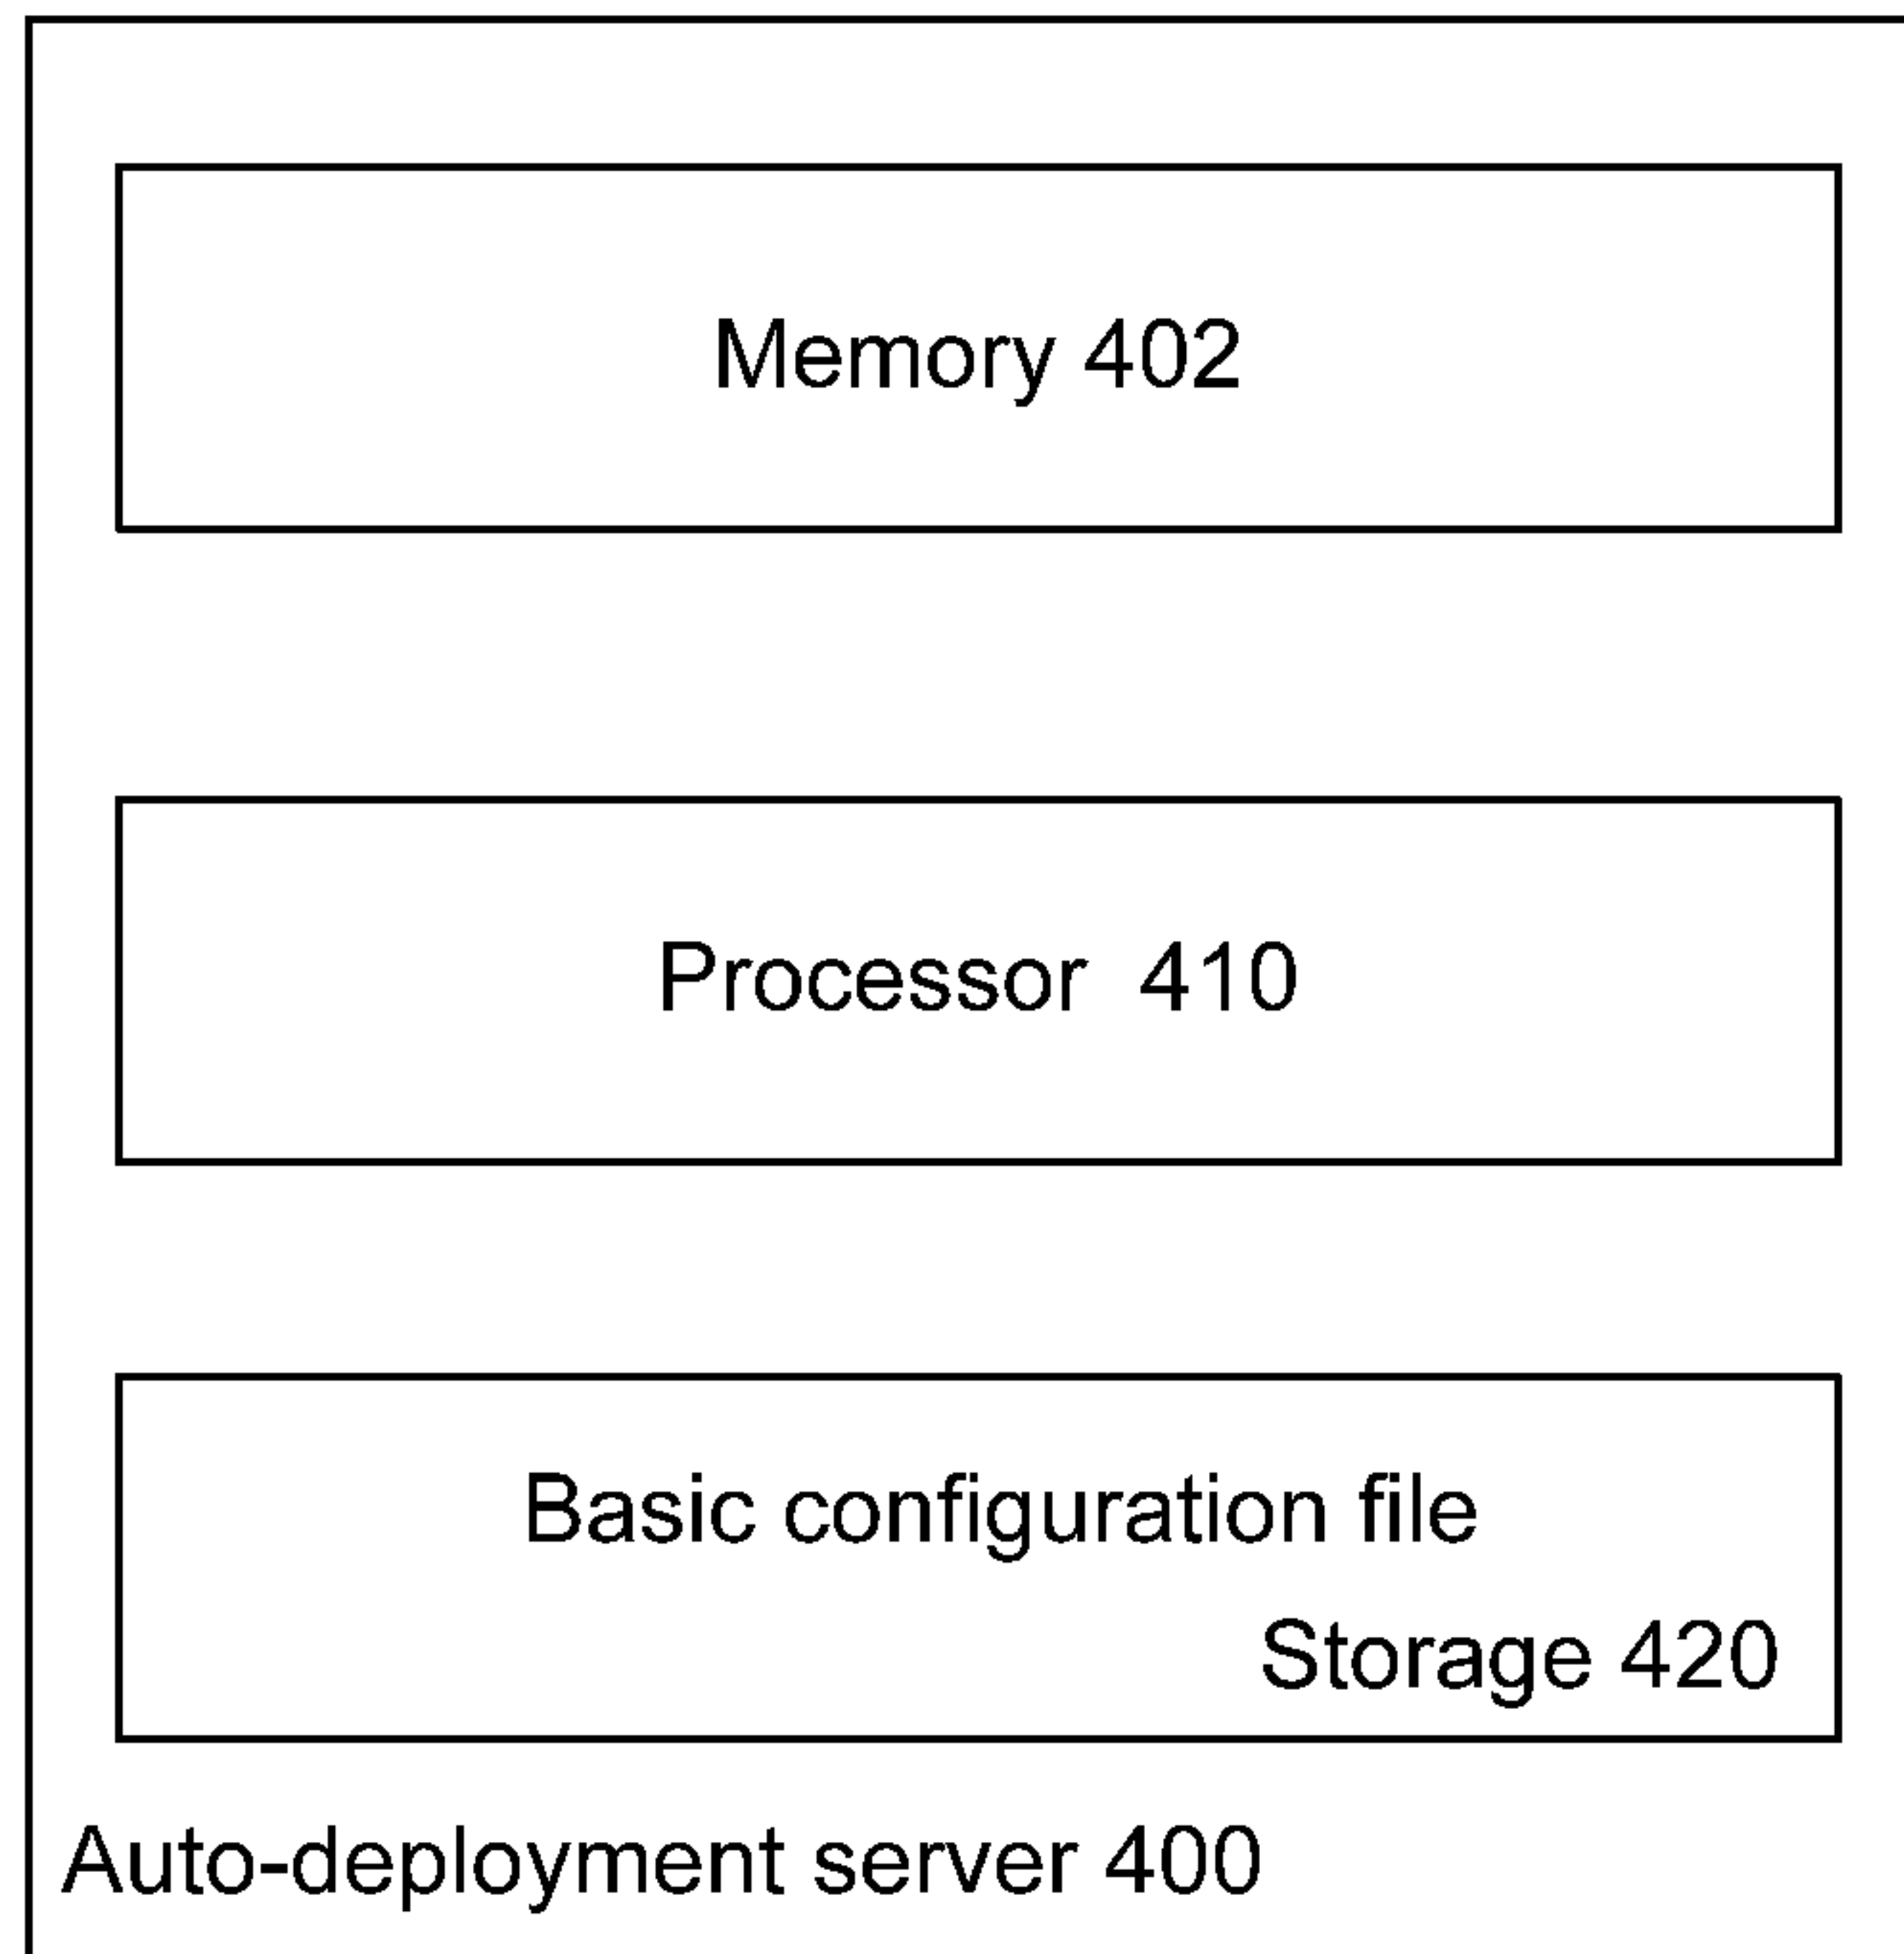 Memory 402
Processor 410
Basic configuration file
Storage 420
Auto-deployment server 400